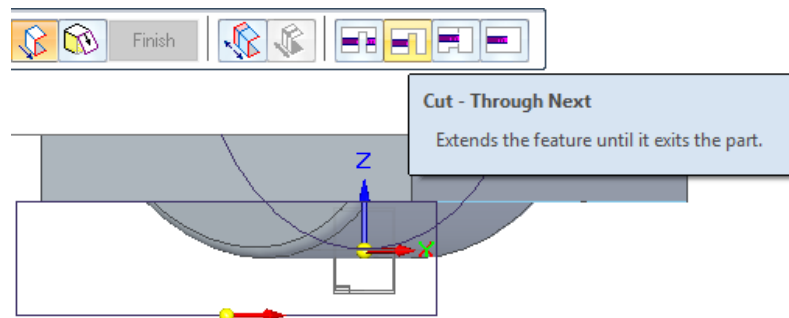 Finish
Cut - Through Next
Extends the feature until it exits the part.
Z
X